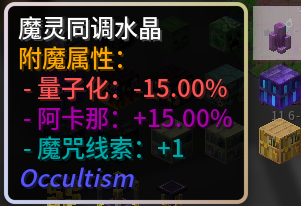 魔灵同调水晶
附魔属性：
- 量子化：-15.00%
- 阿卡那：+15.00%
- 魔咒线索：+1
Occultism